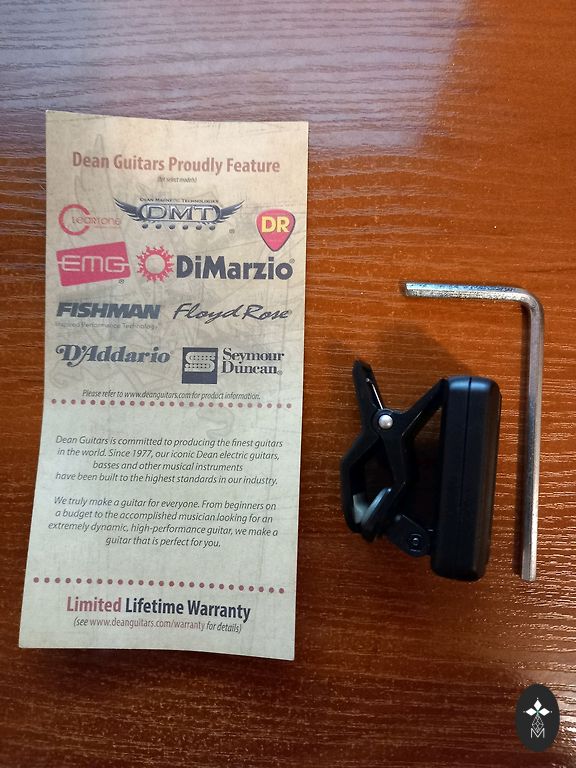 Dean Guitars Proudly Feature
(for select models)
Cleartone
DEAN MAGNETIC TECHNOLOGIES
DMT
DR
EMG
DiMarzio
FISHMAN
Inspired Performance Technology
Floyd Rose
D'Addario
Seymour
Duncan
Please refer to www.deanguitars.com for product information.
Dean Guitars is committed to producing the finest guitars
in the world. Since 1977, our iconic Dean electric guitars,
basses and other musical instruments
have been built to the highest standards in our industry.
We truly make a guitar for everyone. From beginners on
a budget to the accomplished musician looking for an
extremely dynamic, high-performance guitar, we make a
guitar that is perfect for you.
Limited Lifetime Warranty
(see www.deanguitars.com/warranty for details)
M